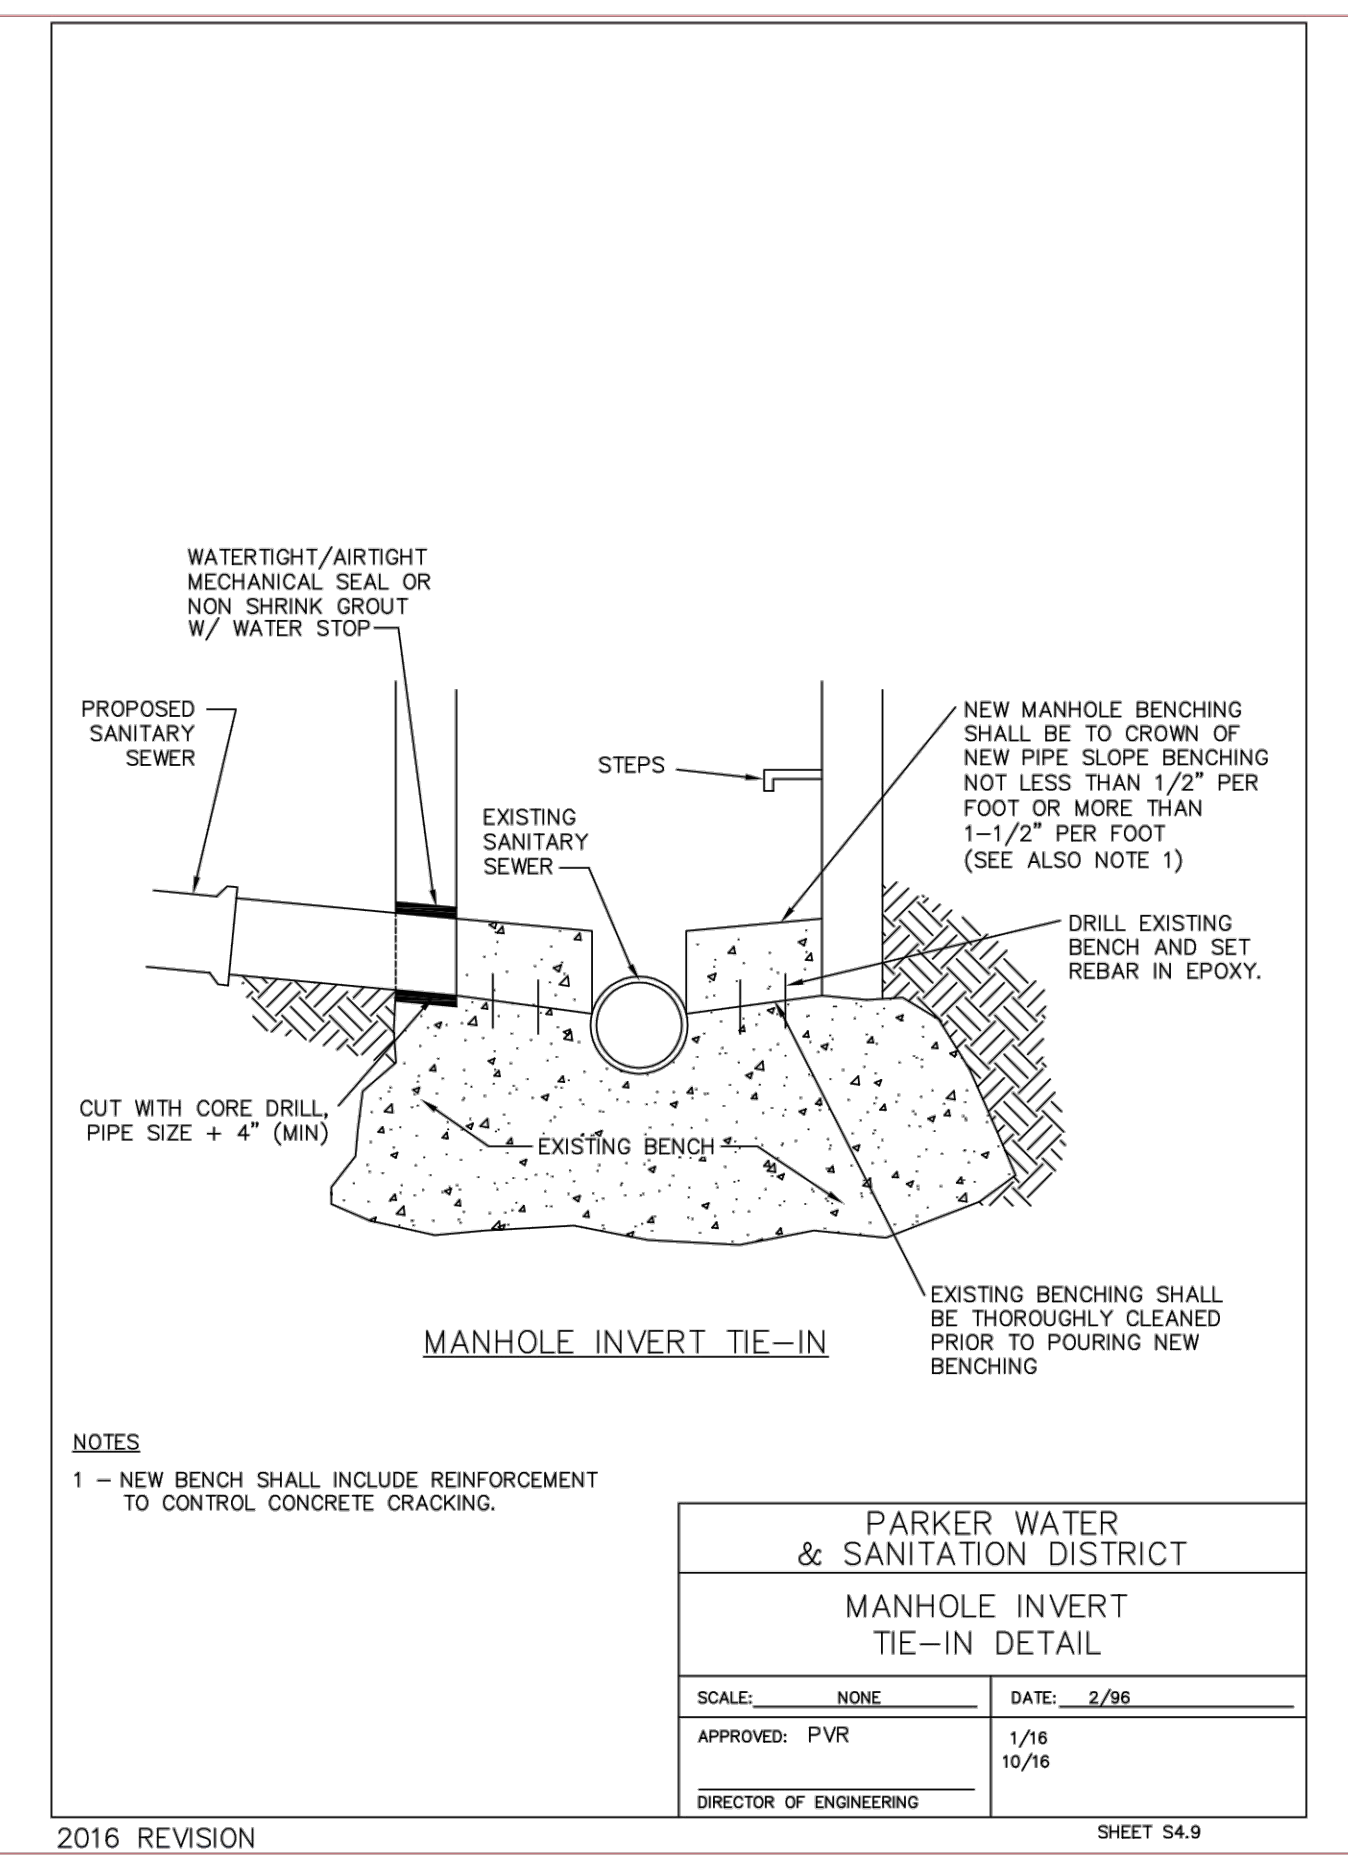 WATERTIGHT/AIRTIGHT
MECHANICAL SEAL OR
NON SHRINK GROUT
W/ WATER STOP
PROPOSED
SANITARY
SEWER
STEPS
EXISTING
SANITARY
SEWER
NEW MANHOLE BENCHING
SHALL BE TO CROWN OF
NEW PIPE SLOPE BENCHING
NOT LESS THAN 1/2" PER
FOOT OR MORE THAN
1-1/2" PER FOOT
(SEE ALSO NOTE 1)
DRILL EXISTING
BENCH AND SET
REBAR IN EPOXY.
CUT WITH CORE DRILL,
PIPE SIZE + 4" (MIN)
EXISTING BENCH
EXISTING BENCHING SHALL
BE THOROUGHLY CLEANED
PRIOR TO POURING NEW
BENCHING
MANHOLE INVERT TIE-IN
NOTES
1 - NEW BENCH SHALL INCLUDE REINFORCEMENT
TO CONTROL CONCRETE CRACKING.
PARKER WATER
& SANITATION DISTRICT
MANHOLE INVERT
TIE-IN DETAIL
SCALE: NONE
DATE: 2/96
APPROVED: PVR
1/16
10/16
DIRECTOR OF ENGINEERING
2016 REVISION
SHEET S4.9